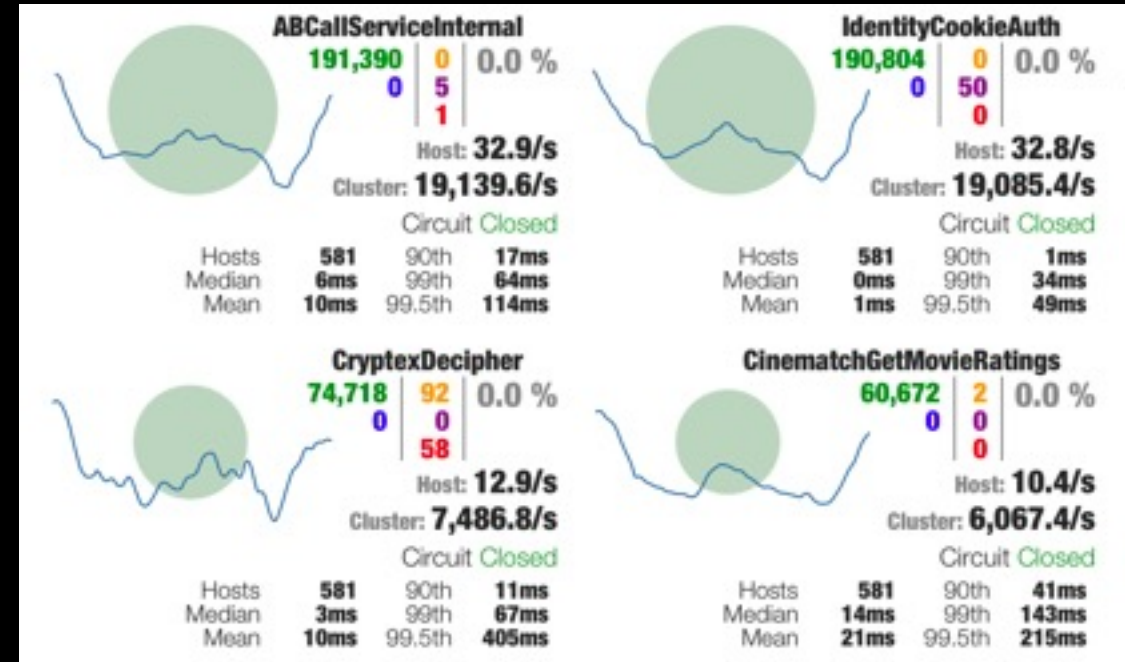 ABCallServiceInternal
191,390 0 0.0 %
0 5
1
Host: 32.9/s
Cluster: 19,139.6/s
Circuit Closed
Hosts 581 90th 17ms
Median 6ms 99th 64ms
Mean 10ms 99.5th 114ms
IdentityCookieAuth
190,804 0 0.0 %
0 50
0
Host: 32.8/s
Cluster: 19,085.4/s
Circuit Closed
Hosts 581 90th 1ms
Median 0ms 99th 34ms
Mean 1ms 99.5th 49ms
CryptexDecipher
74,718 92 0.0 %
0 0
58
Host: 12.9/s
Cluster: 7,486.8/s
Circuit Closed
Hosts 581 90th 11ms
Median 3ms 99th 67ms
Mean 10ms 99.5th 405ms
CinematchGetMovieRatings
60,672 2 0.0 %
0 0
0
Host: 10.4/s
Cluster: 6,067.4/s
Circuit Closed
Hosts 581 90th 41ms
Median 14ms 99th 143ms
Mean 21ms 99.5th 215ms